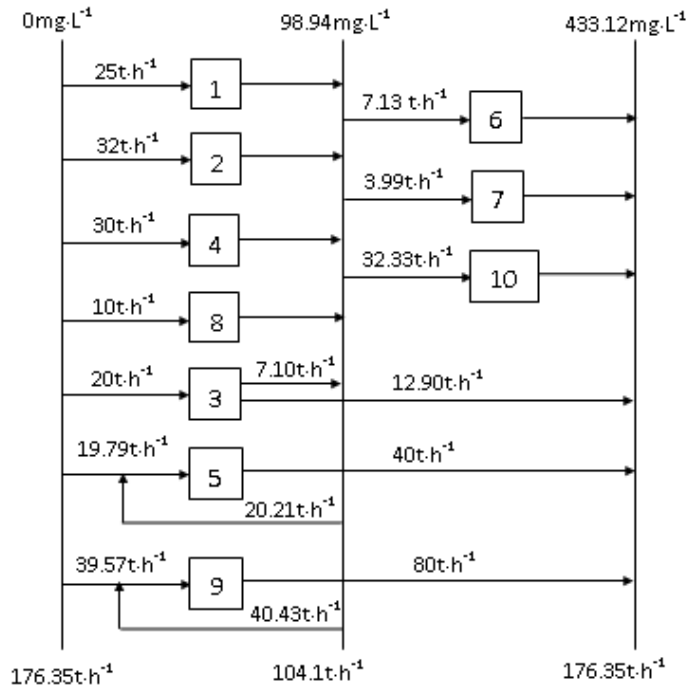 0mg·L⁻¹ 98.94mg·L⁻¹ 433.12mg·L⁻¹
25t·h⁻¹ 1
7.13 t·h⁻¹ 6
32t·h⁻¹ 2
3.99t·h⁻¹ 7
30t·h⁻¹ 4
32.33t·h⁻¹ 10
10t·h⁻¹ 8
20t·h⁻¹ 3 7.10t·h⁻¹ 12.90t·h⁻¹
19.79t·h⁻¹ 5 40t·h⁻¹
20.21t·h⁻¹
39.57t·h⁻¹ 9 80t·h⁻¹
40.43t·h⁻¹
176.35t·h⁻¹ 104.1t·h⁻¹ 176.35t·h⁻¹